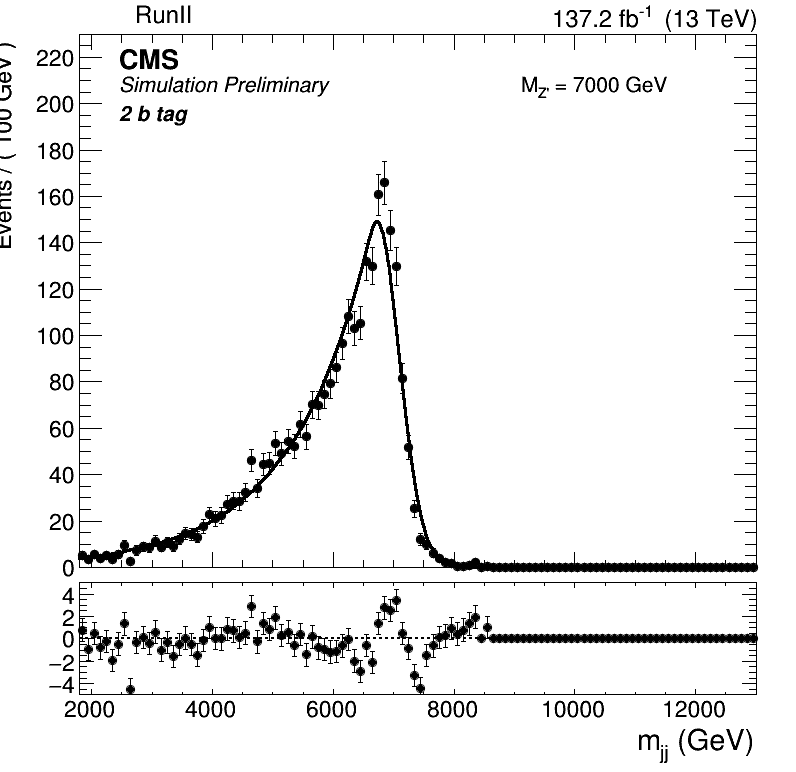 RunII 137.2 fb-1 (13 TeV)
CMS
Simulation Preliminary
MZ' = 7000 GeV
2 b tag
Events / ( 100 GeV )
220
200
180
160
140
120
100
80
60
40
20
0
4
2
0
−2
−4
2000 4000 6000 8000 10000 12000
mjj (GeV)